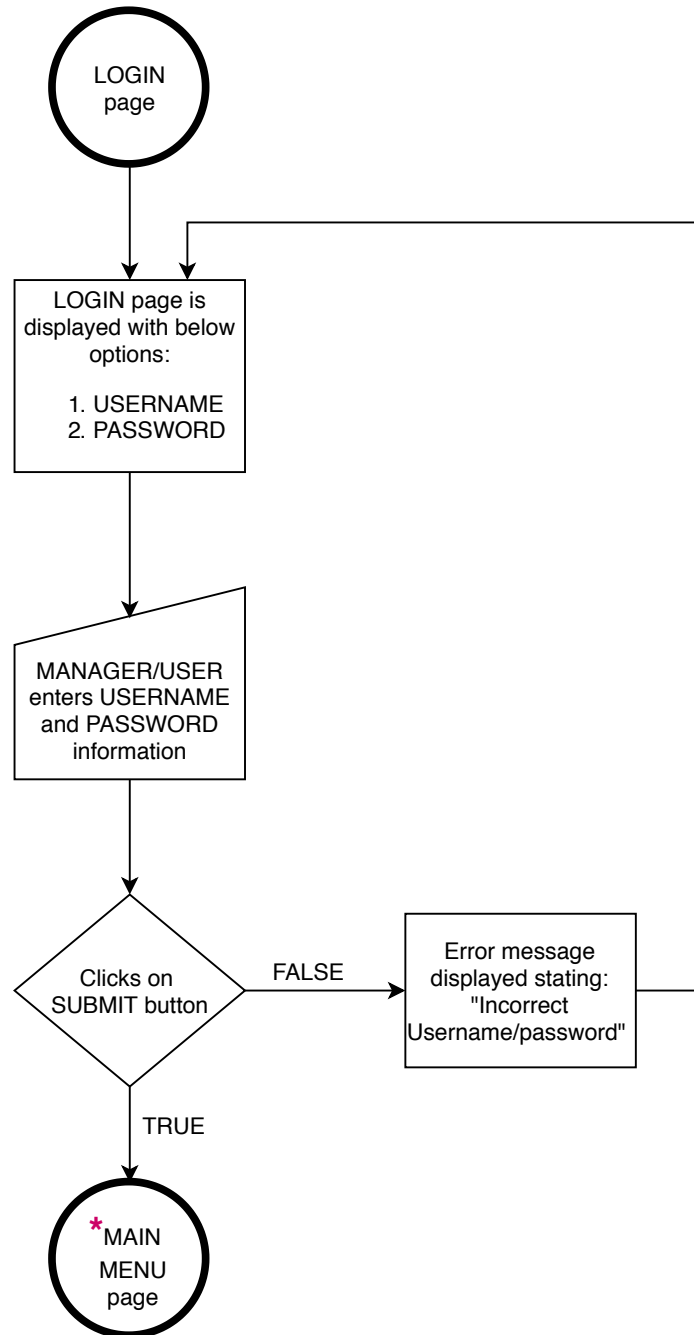 LOGIN
page
LOGIN page is
displayed with below
options:
1. USERNAME
2. PASSWORD
MANAGER/USER
enters USERNAME
and PASSWORD
information
Clicks on
SUBMIT button
FALSE
Error message
displayed stating:
"Incorrect
Username/password"
TRUE
*MAIN
MENU
page